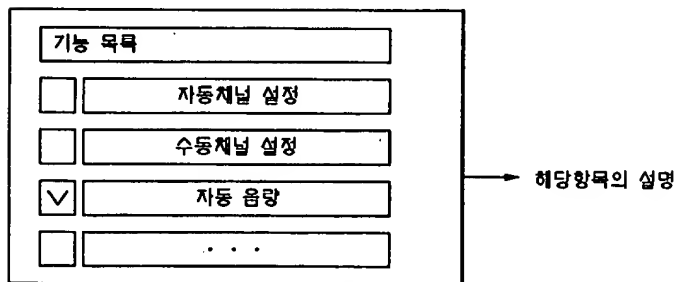 기능 목록
자동채널 설정
수동채널 설정
자동 음량
· · ·
해당항목의 설명